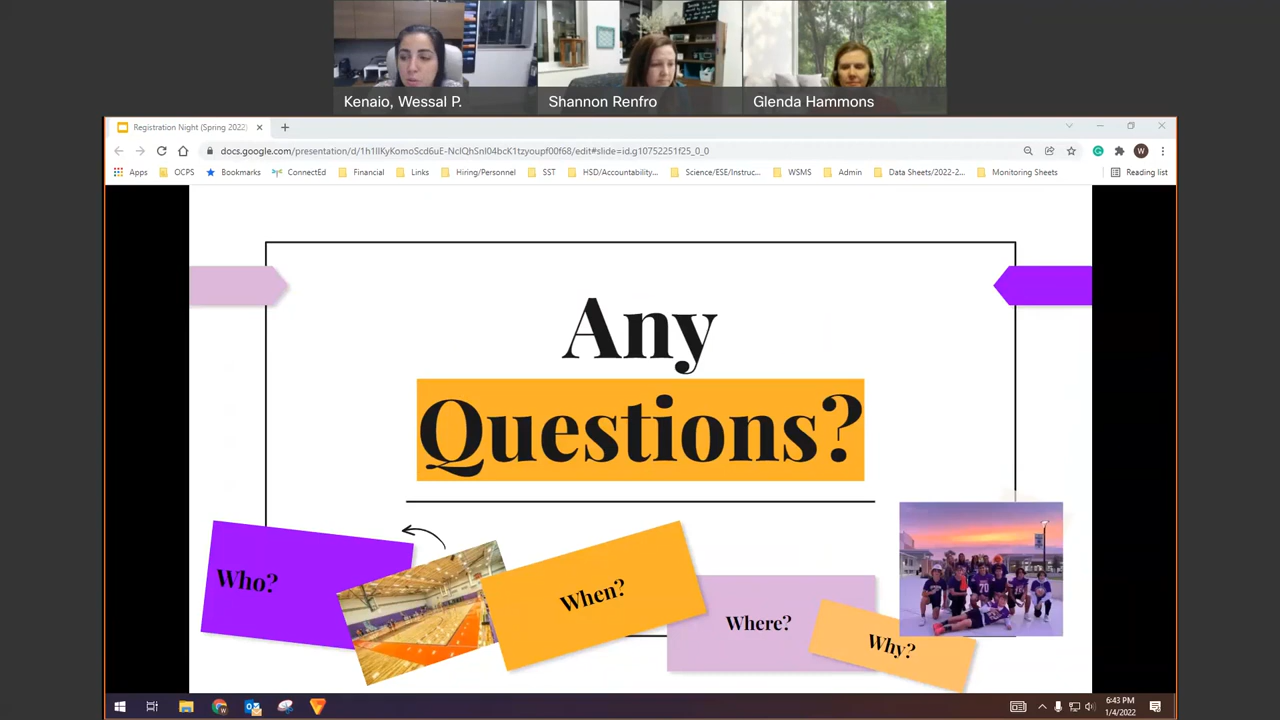 Kenaio, Wessal P.
Shannon Renfro
Glenda Hammons
Registration Night (Spring 2022)
docs.google.com/presentation/d/1h1IlKyKomoScd6uE-NcIQhSnI04bcK1tzyoupf00f68/edit#slide=id.g10752251f25_0_0
Apps OCPS Bookmarks ConnectEd Financial Links Hiring/Personnel SST HSD/Accountability... Science/ESE/Instruc... WSMS Admin Data Sheets/2022-2... Monitoring Sheets Reading list
Any
Questions?
Who?
When?
Where?
Why?
6:43 PM
1/4/2022